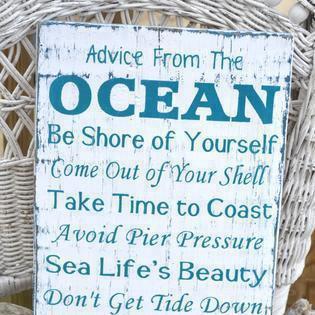 Advice From The
OCEAN
Be Shore of Yourself
Come Out of Your Shell
Take Time to Coast
Avoid Pier Pressure
Sea Life's Beauty
Don't Get Tide Down